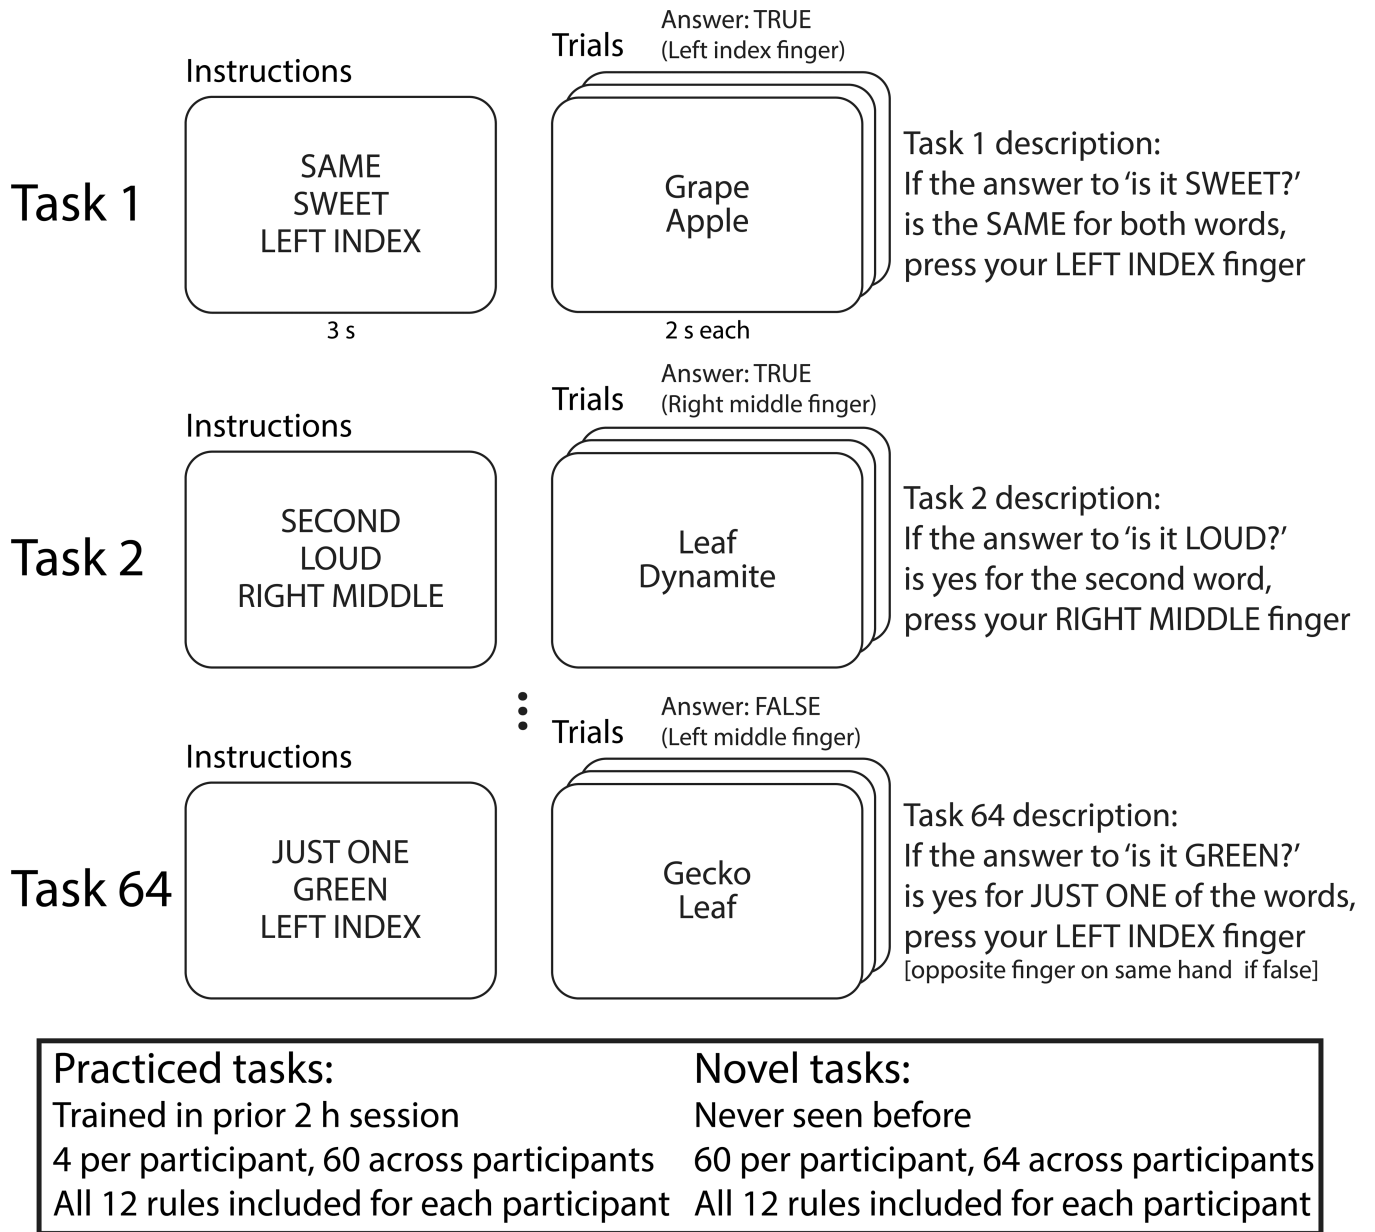 Task 1
Instructions
SAME
SWEET
LEFT INDEX
3 s
Trials
Answer: TRUE
(Left index finger)
Grape
Apple
2 s each
Task 1 description:
If the answer to ‘is it SWEET?’
is the SAME for both words,
press your LEFT INDEX finger
Task 2
Instructions
SECOND
LOUD
RIGHT MIDDLE
Trials
Answer: TRUE
(Right middle finger)
Leaf
Dynamite
Task 2 description:
If the answer to ‘is it LOUD?’
is yes for the second word,
press your RIGHT MIDDLE finger
Task 64
Instructions
JUST ONE
GREEN
LEFT INDEX
Trials
Answer: FALSE
(Left middle finger)
Gecko
Leaf
Task 64 description:
If the answer to ‘is it GREEN?’
is yes for JUST ONE of the words,
press your LEFT INDEX finger
[opposite finger on same hand if false]
Practiced tasks:
Trained in prior 2 h session
4 per participant, 60 across participants
All 12 rules included for each participant
Novel tasks:
Never seen before
60 per participant, 64 across participants
All 12 rules included for each participant